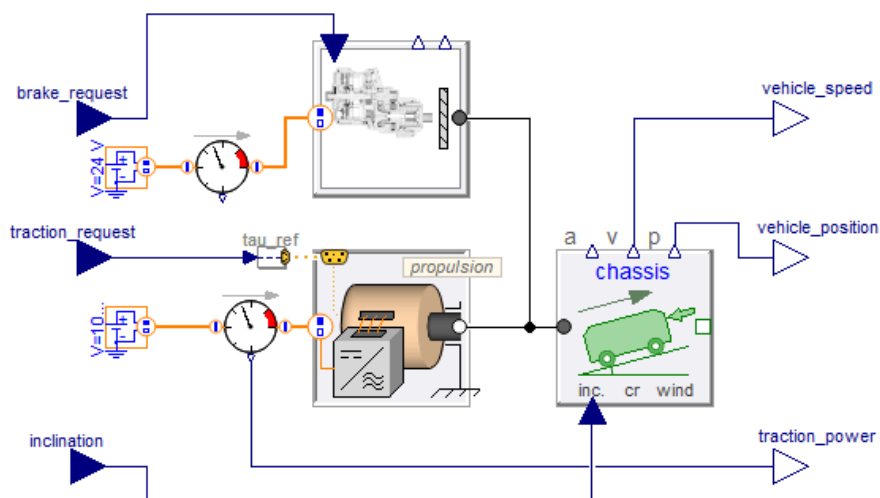 brake_request
vehicle_speed
V=24 V
traction_request
tau_ref
propulsion
a v p
vehicle_position
chassis
V=10...
inc. cr wind
inclination
traction_power